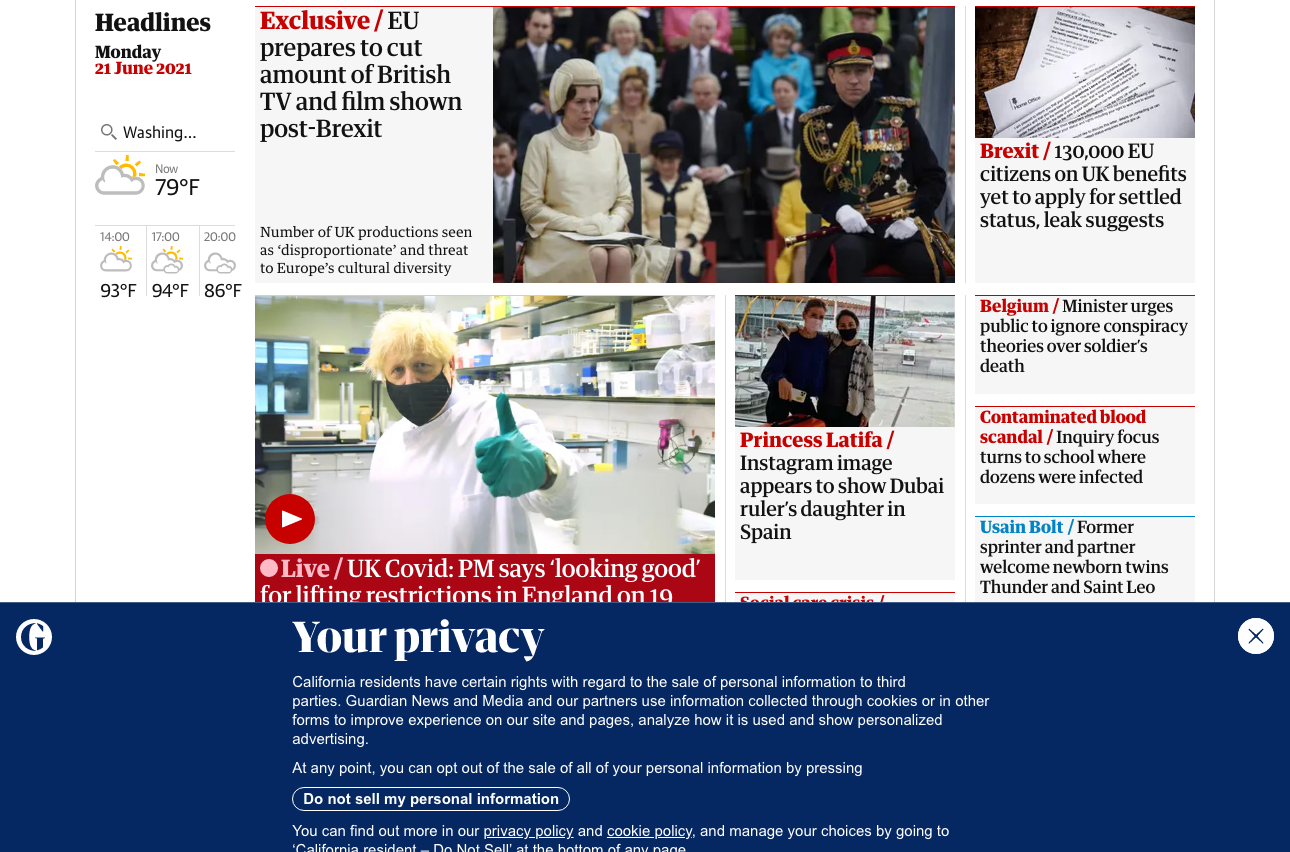 Headlines
Monday
21 June 2021
Washing...
Now
79°F
14:00
17:00
20:00
93°F
94°F
86°F
Exclusive / EU
prepares to cut
amount of British
TV and film shown
post-Brexit
Number of UK productions seen
as ‘disproportionate’ and threat
to Europe’s cultural diversity
Home Office
Brexit / 130,000 EU
citizens on UK benefits
yet to apply for settled
status, leak suggests
Live / UK Covid: PM says ‘looking good’
for lifting restrictions in England on 19
Princess Latifa /
Instagram image
appears to show Dubai
ruler’s daughter in
Spain
Social care crisis /
Belgium / Minister urges
public to ignore conspiracy
theories over soldier’s
death
Contaminated blood
scandal / Inquiry focus
turns to school where
dozens were infected
Usain Bolt / Former
sprinter and partner
welcome newborn twins
Thunder and Saint Leo
G
Your privacy
California residents have certain rights with regard to the sale of personal information to third
parties. Guardian News and Media and our partners use information collected through cookies or in other
forms to improve experience on our site and pages, analyze how it is used and show personalized
advertising.
At any point, you can opt out of the sale of all of your personal information by pressing
Do not sell my personal information
You can find out more in our privacy policy and cookie policy, and manage your choices by going to
‘California resident – Do Not Sell’ at the bottom of any page.